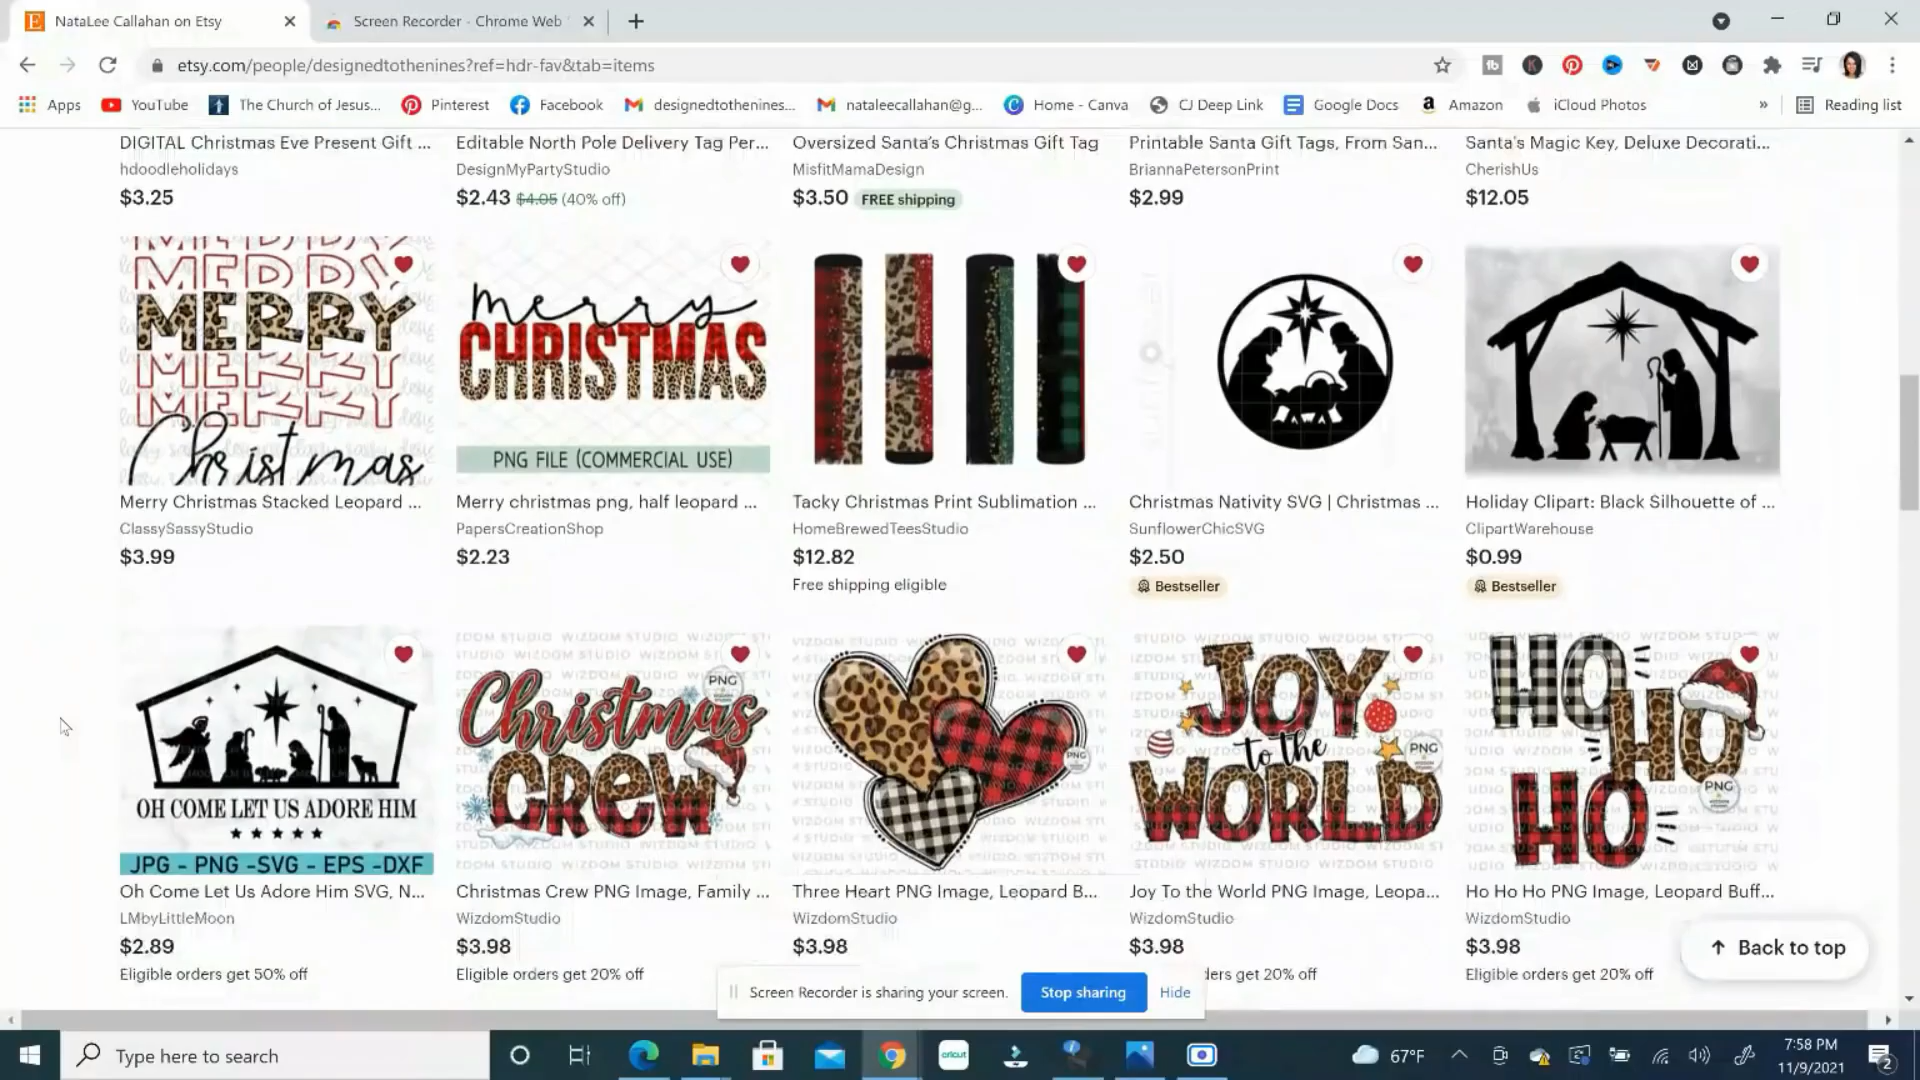 NataLee Callahan on Etsy
Screen Recorder - Chrome Web
etsy.com/people/designedtothenines?ref=hdr-fav&tab=items
Apps YouTube The Church of Jesus... Pinterest Facebook designedtothenines... nataleecallahan@g... Home - Canva CJ Deep Link Google Docs Amazon iCloud Photos » Reading list
DIGITAL Christmas Eve Present Gift ...
hdoodleholidays
$3.25
Editable North Pole Delivery Tag Per...
DesignMyPartyStudio
$2.43 $4.05 (40% off)
Oversized Santa's Christmas Gift Tag
MisfitMamaDesign
$3.50 FREE shipping
Printable Santa Gift Tags, From San...
BriannaPetersonPrint
$2.99
Santa's Magic Key, Deluxe Decorati...
CherishUs
$12.05
MERRY
MERRY
MERRY
MERRY
MERRY
Christmas
Merry Christmas Stacked Leopard ...
ClassySassyStudio
$3.99
merry
CHRISTMAS
PNG FILE (COMMERCIAL USE)
Merry christmas png, half leopard ...
PapersCreationShop
$2.23
Tacky Christmas Print Sublimation ...
HomeBrewedTeesStudio
$12.82
Free shipping eligible
Christmas Nativity SVG | Christmas ...
SunflowerChicSVG
$2.50
Bestseller
Holiday Clipart: Black Silhouette of ...
ClipartWarehouse
$0.99
Bestseller
OH COME LET US ADORE HIM
JPG - PNG -SVG - EPS -DXF
Oh Come Let Us Adore Him SVG, N...
LMbyLittleMoon
$2.89
Eligible orders get 50% off
Christmas
CREW
PNG
Christmas Crew PNG Image, Family ...
WizdomStudio
$3.98
Eligible orders get 20% off
PNG
Three Heart PNG Image, Leopard B...
WizdomStudio
$3.98
JOY
to the
WORLD
PNG
Joy To the World PNG Image, Leopa...
WizdomStudio
$3.98
ders get 20% off
HO
HO
HO
PNG
Ho Ho Ho PNG Image, Leopard Buff...
WizdomStudio
$3.98
Eligible orders get 20% off
Back to top
Screen Recorder is sharing your screen. Stop sharing Hide
Type here to search
cricut
67°F
7:58 PM
11/9/2021
2